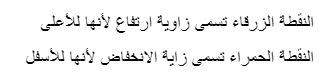 النقطة الزرقاء تسمى زاوية ارتفاع لأنها للأعلى
النقطة الحمراء تسمى زاية الانخفاض لأنها للأسفل